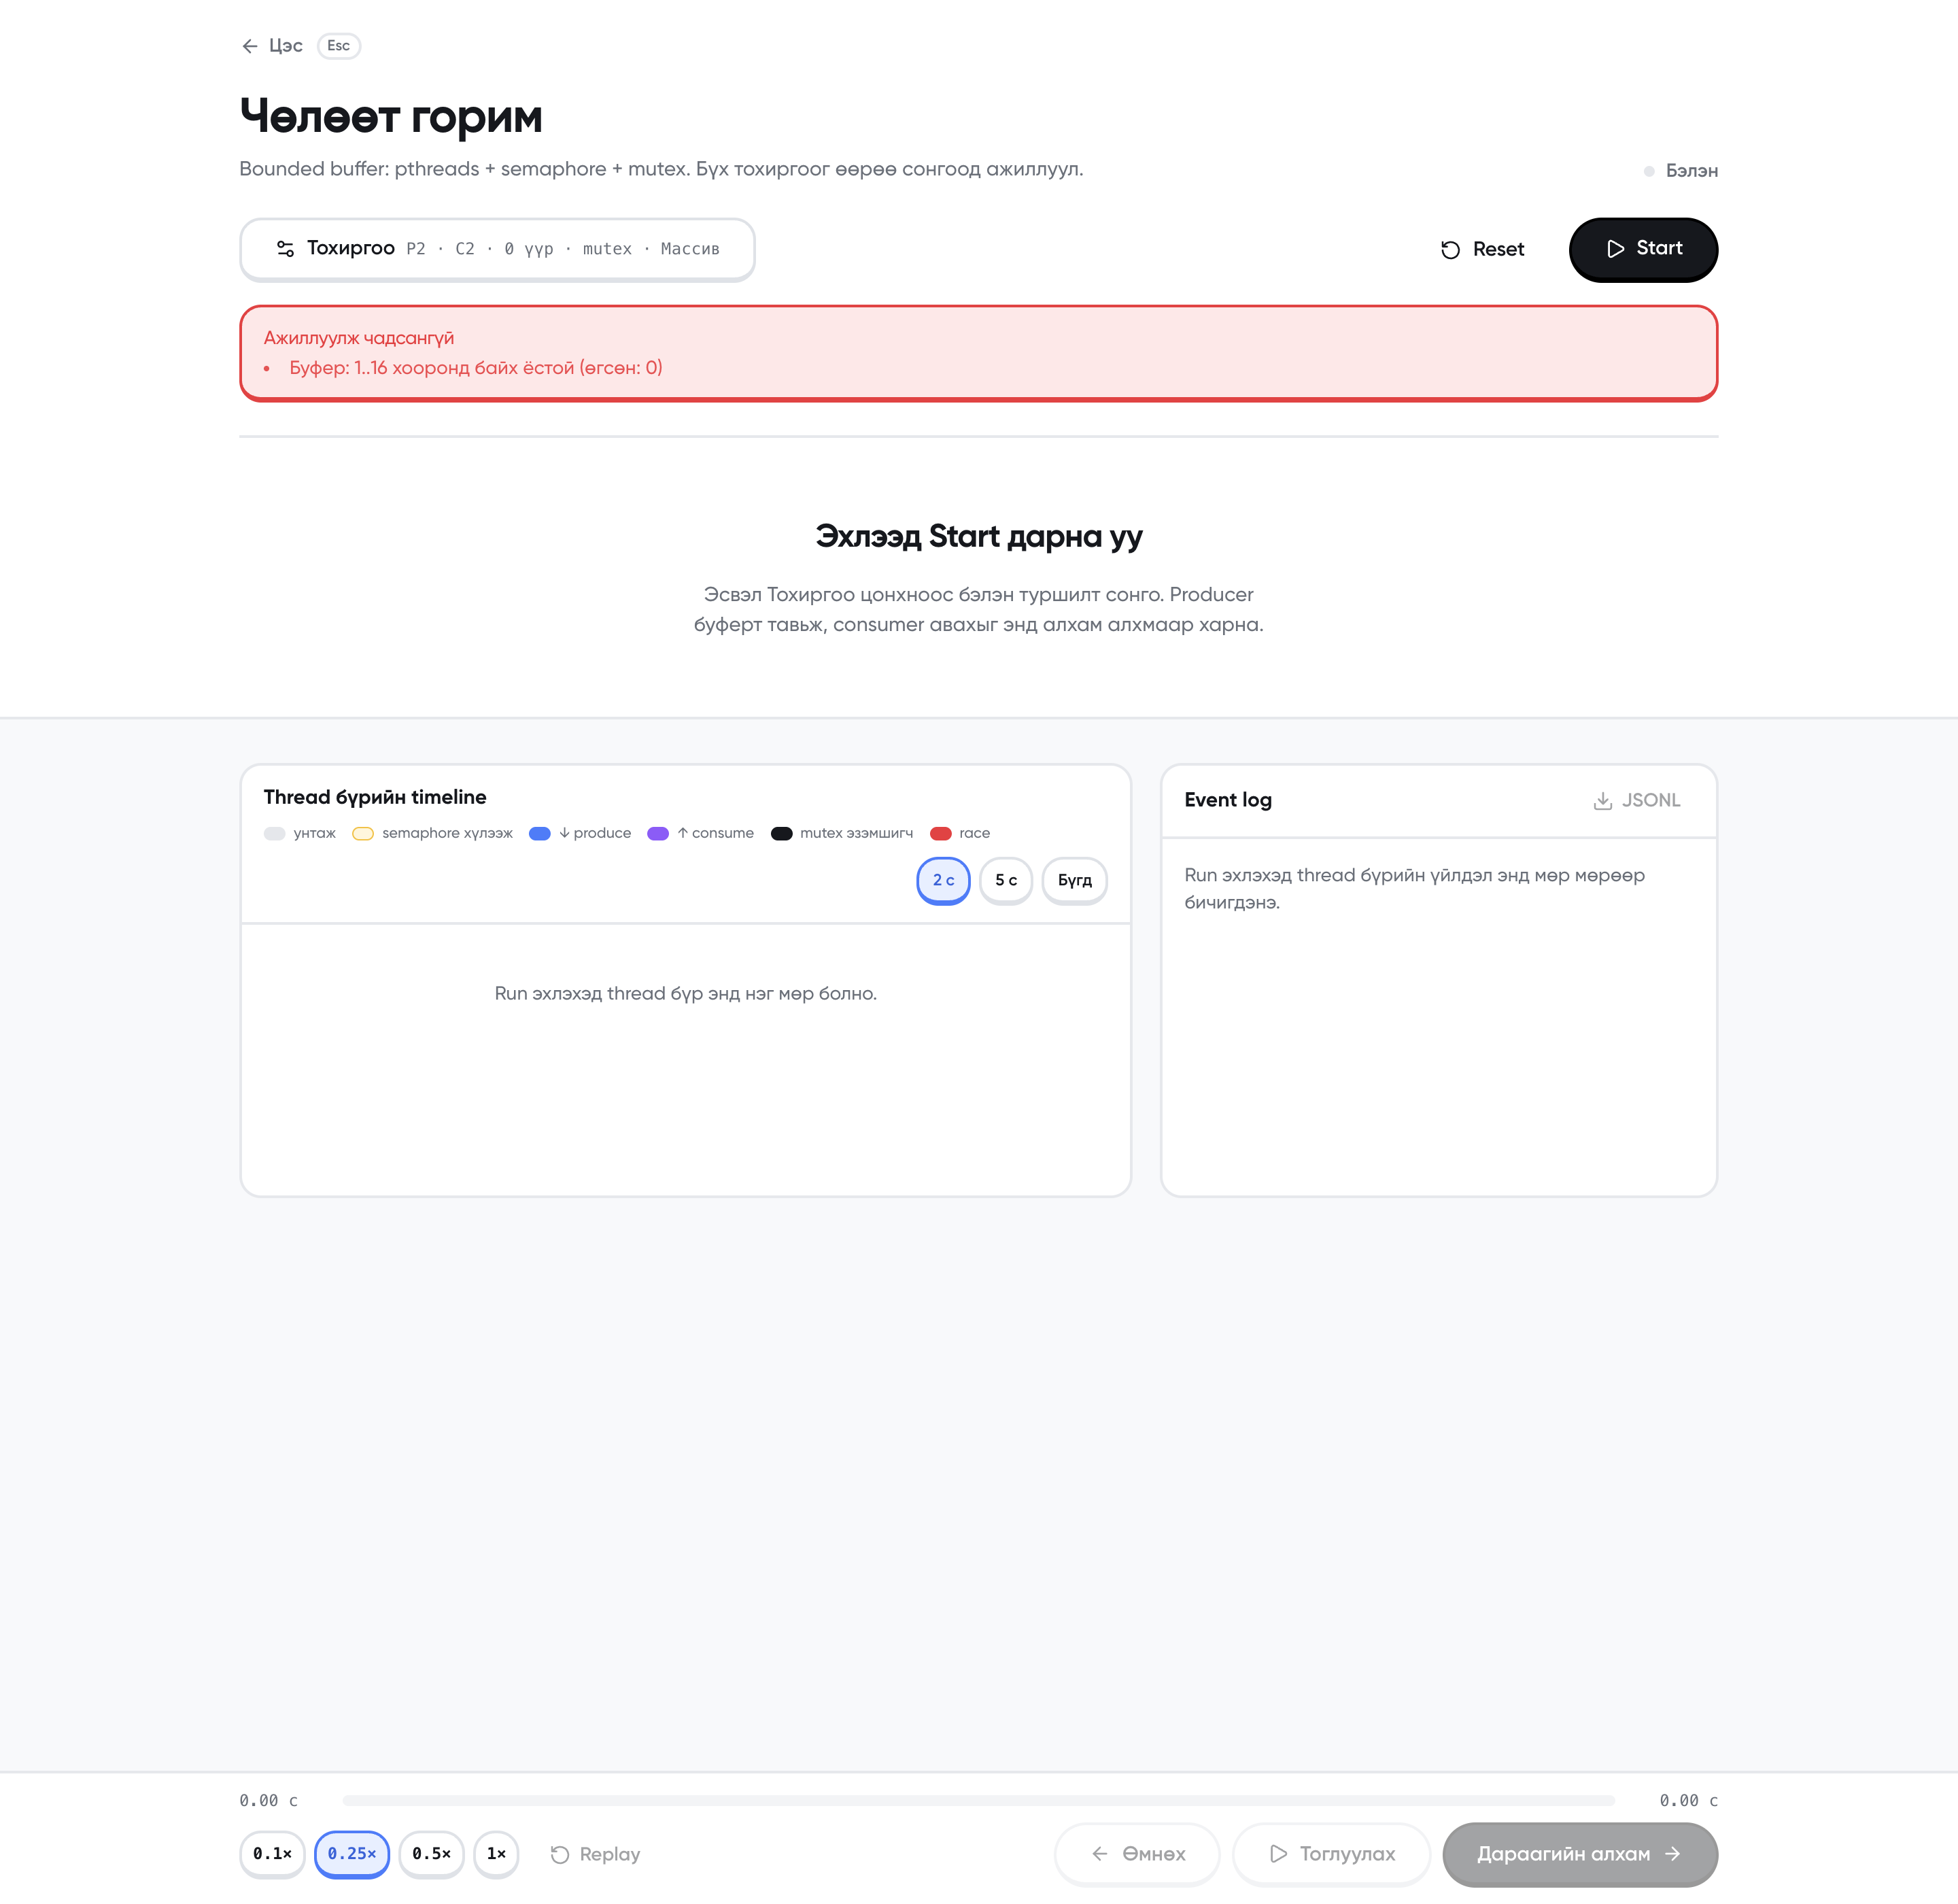 ← Цэс Esc
Чөлөөт горим
Bounded buffer: pthreads + semaphore + mutex. Бүх тохиргоог өөрөө сонгоод ажиллуул.
Бэлэн
Тохиргоо P2 · C2 · 0 үүр · mutex · Массив
Reset
Start
Ажиллуулж чадсангүй
• Буфер: 1..16 хооронд байх ёстой (өгсөн: 0)
Эхлээд Start дарна уу
Эсвэл Тохиргоо цонхноос бэлэн туршилт сонго. Producer
буферт тавьж, consumer авахыг энд алхам алхмаар харна.
Thread бүрийн timeline
унтаж semaphore хүлээж ↓ produce ↑ consume mutex эзэмшигч race
2 с 5 с Бүгд
Run эхлэхэд thread бүр энд нэг мөр болно.
Event log
JSONL
Run эхлэхэд thread бүрийн үйлдэл энд мөр мөрөөр
бичигдэнэ.
0.00 с
0.00 с
0.1× 0.25× 0.5× 1× Replay
← Өмнөх
Тоглуулах
Дараагийн алхам →